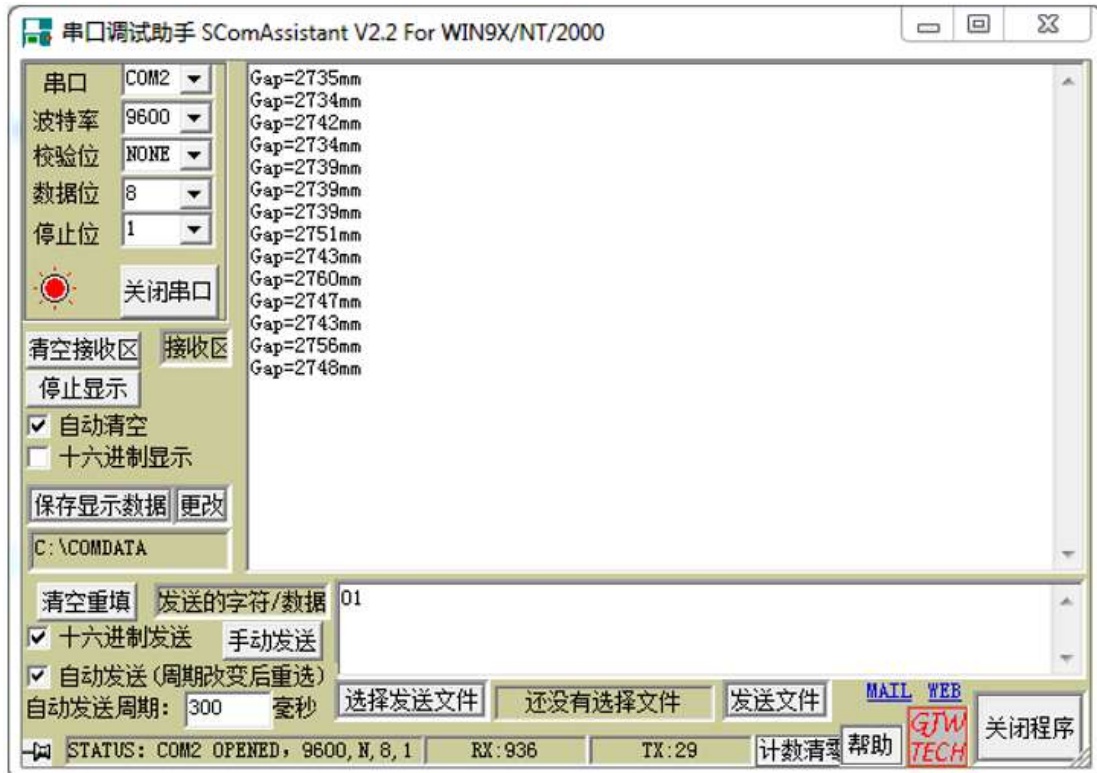 串口调试助手 SComAssistant V2.2 For WIN9X/NT/2000
串口 COM2
波特率 9600
校验位 NONE
数据位 8
停止位 1
关闭串口
清空接收区 接收区
停止显示
自动清空
十六进制显示
保存显示数据 更改
C:\COMDATA
Gap=2735mm
Gap=2734mm
Gap=2742mm
Gap=2734mm
Gap=2739mm
Gap=2739mm
Gap=2739mm
Gap=2751mm
Gap=2743mm
Gap=2760mm
Gap=2747mm
Gap=2743mm
Gap=2756mm
Gap=2748mm
清空重填 发送的字符/数据 01
十六进制发送 手动发送
自动发送(周期改变后重选)
自动发送周期: 300 毫秒 选择发送文件 还没有选择文件 发送文件 MAIL WEB
STATUS: COM2 OPENED, 9600,N,8,1 RX:936 TX:29 计数清零 帮助 GJW TECH 关闭程序